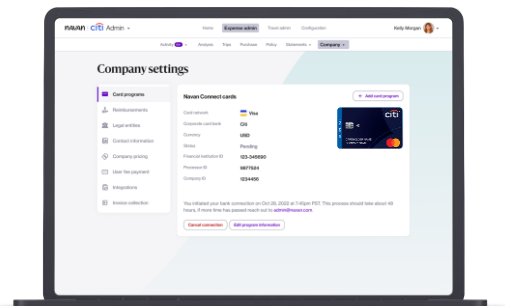 NAVAN citi Admin
Home Expense admin Travel admin Configuration
Kelly Morgan
Activity Analysis Trips Purchase Policy Statements Company
Company settings
Card programs
Reimbursements
Legal entities
Contact information
Company pricing
User fee payment
Integrations
Invoice collection
Navan Connect cards
+ Add card program
Card network Visa
Corporate card bank Citi
Currency USD
Status Pending
Financial institution ID 123-345690
Processor ID 9877524
Company ID 1234456
citi
You initiated your bank connection on Oct 20, 2022 at 7:40pm PST. This process should take about 48
hours, if more time has passed reach out to admin@navan.com
Cancel connection Edit program information